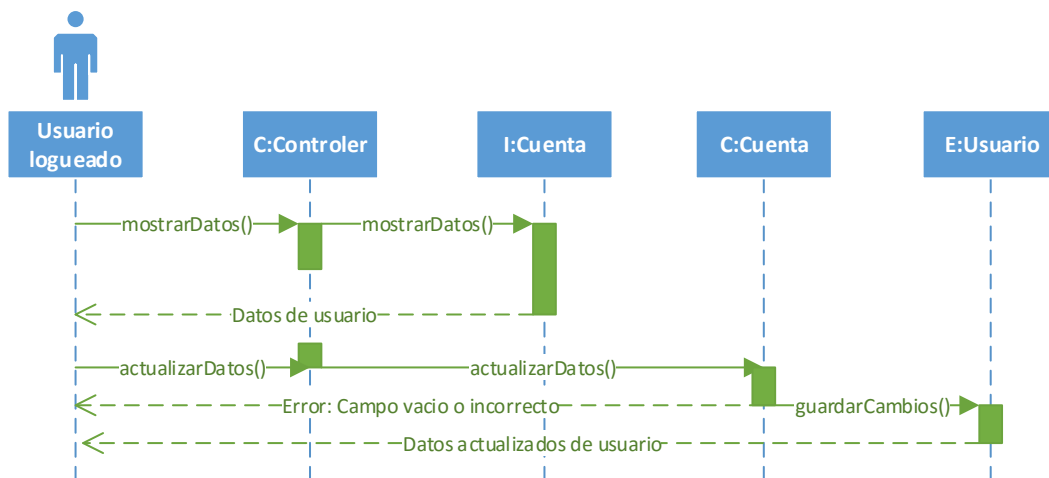 Usuario
logueado
C:Controler
I:Cuenta
C:Cuenta
E:Usuario
mostrarDatos()
mostrarDatos()
Datos de usuario
actualizarDatos()
actualizarDatos()
Error: Campo vacio o incorrecto
guardarCambios()
Datos actualizados de usuario